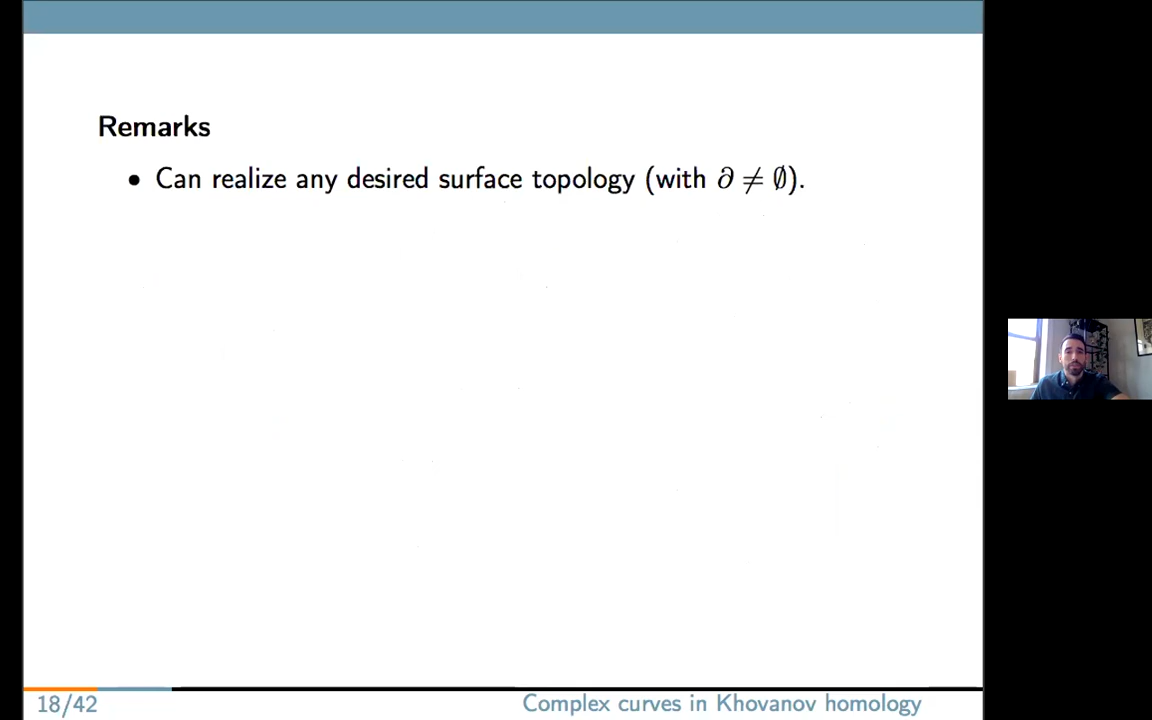 Remarks
• Can realize any desired surface topology (with ∂ ≠ ∅).
18/42
Complex curves in Khovanov homology